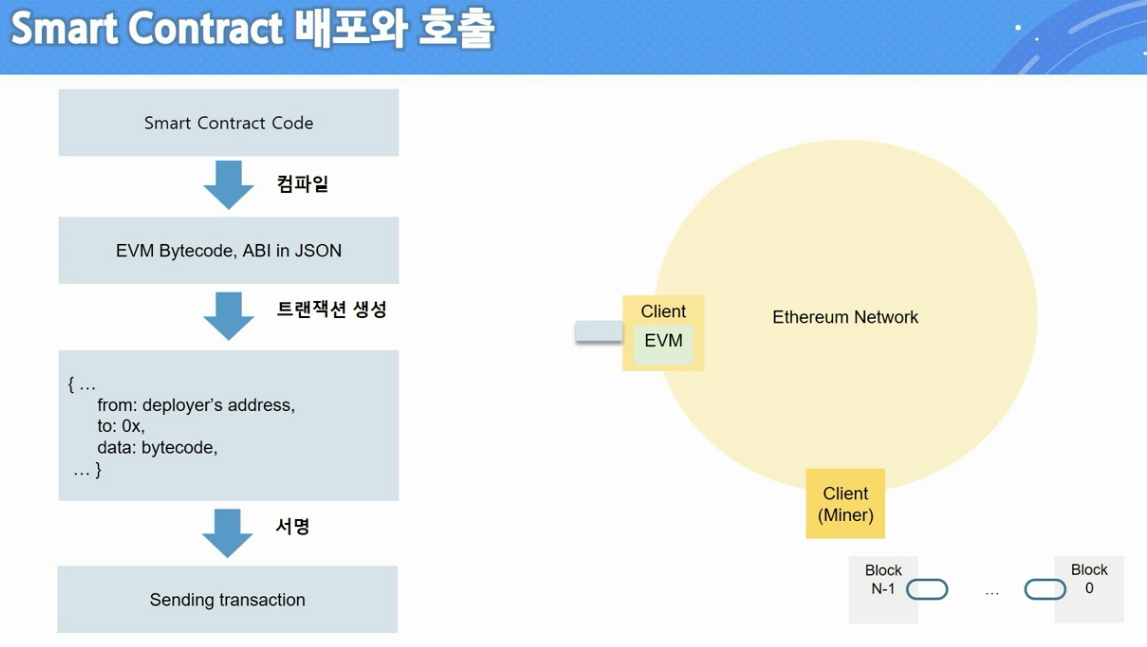 Smart Contract 배포와 호출
Smart Contract Code
컴파일
EVM Bytecode, ABI in JSON
트랜잭션 생성
{ …
from: deployer’s address,
to: 0x,
data: bytecode,
… }
서명
Sending transaction
Client
EVM
Ethereum Network
Client
(Miner)
Block
N-1
…
Block
0